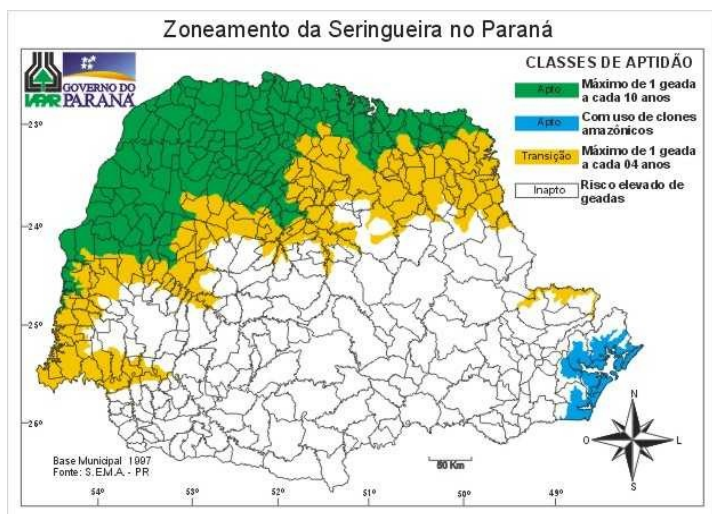 Zoneamento da Seringueira no Paraná
IAPAR
GOVERNO DO
PARANÁ
CLASSES DE APTIDÃO
Apto
Máximo de 1 geada
a cada 10 anos
Apto
Com uso de clones
amazônicos
Transição
Máximo de 1 geada
a cada 04 anos
Inapto
Risco elevado de
geadas
-23º
-24º
-25º
-26º
Base Municipal 1997
Fonte: S.E.M.A. - PR
50 Km
N
O
L
S
54º
53º
52º
51º
50º
49º